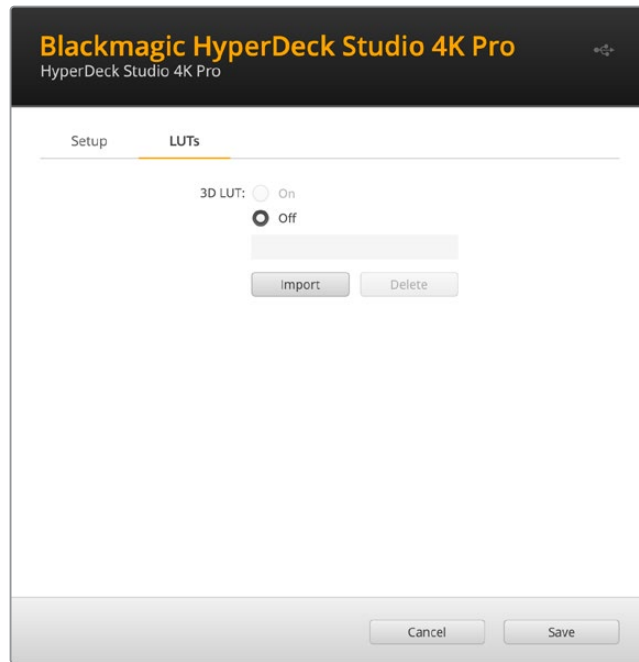 Blackmagic HyperDeck Studio 4K Pro
HyperDeck Studio 4K Pro
Setup LUTs
3D LUT: On
Off
Import Delete
Cancel Save